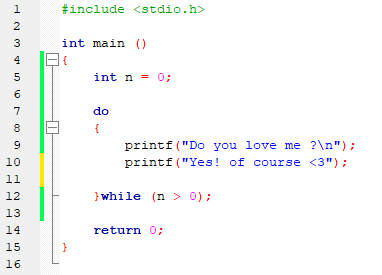 1 #include <stdio.h>
2
3 int main ()
4 {
5 int n = 0;
6
7 do
8 {
9 printf("Do you love me ?\n");
10 printf("Yes! of course <3");
11
12 }while (n > 0);
13
14 return 0;
15 }
16